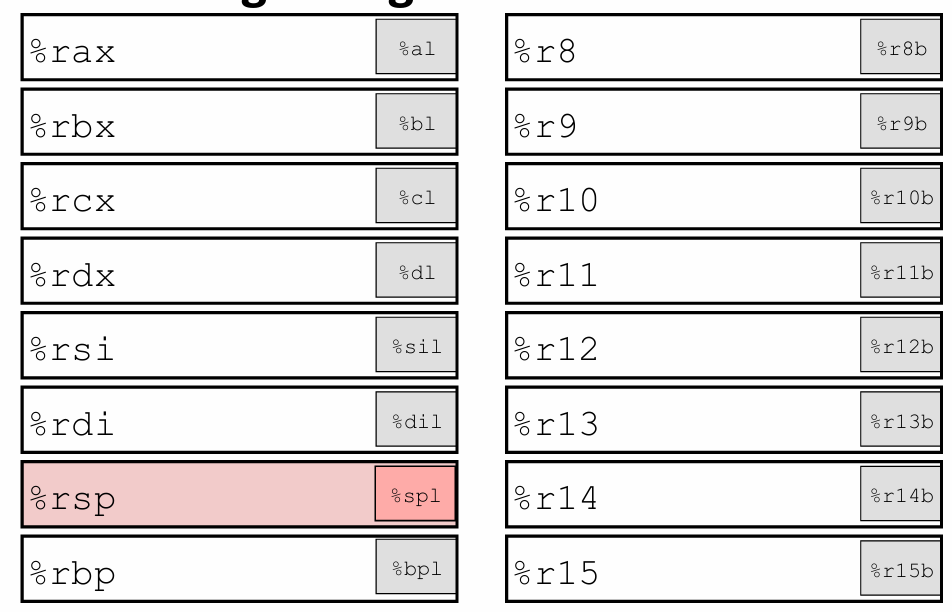 %rax %al
%rbx %bl
%rcx %cl
%rdx %dl
%rsi %sil
%rdi %dil
%rsp %spl
%rbp %bpl
%r8 %r8b
%r9 %r9b
%r10 %r10b
%r11 %r11b
%r12 %r12b
%r13 %r13b
%r14 %r14b
%r15 %r15b